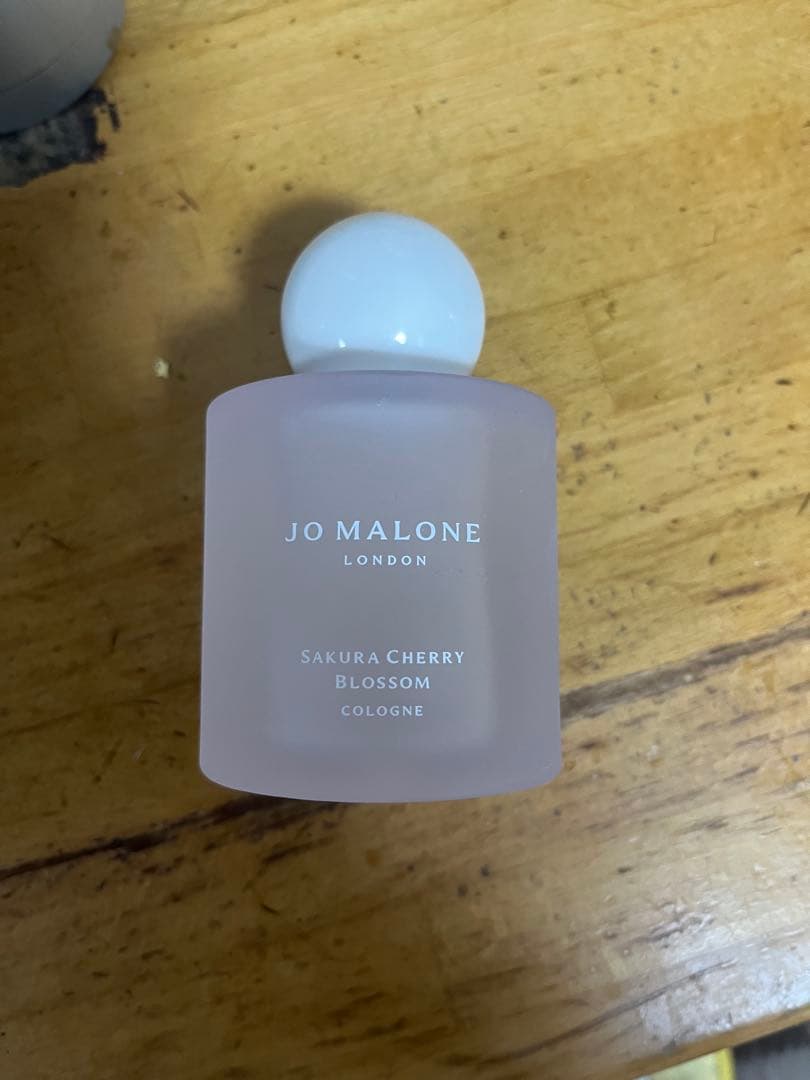 JO MALONE
LONDON
SAKURA CHERRY
BLOSSOM
COLOGNE